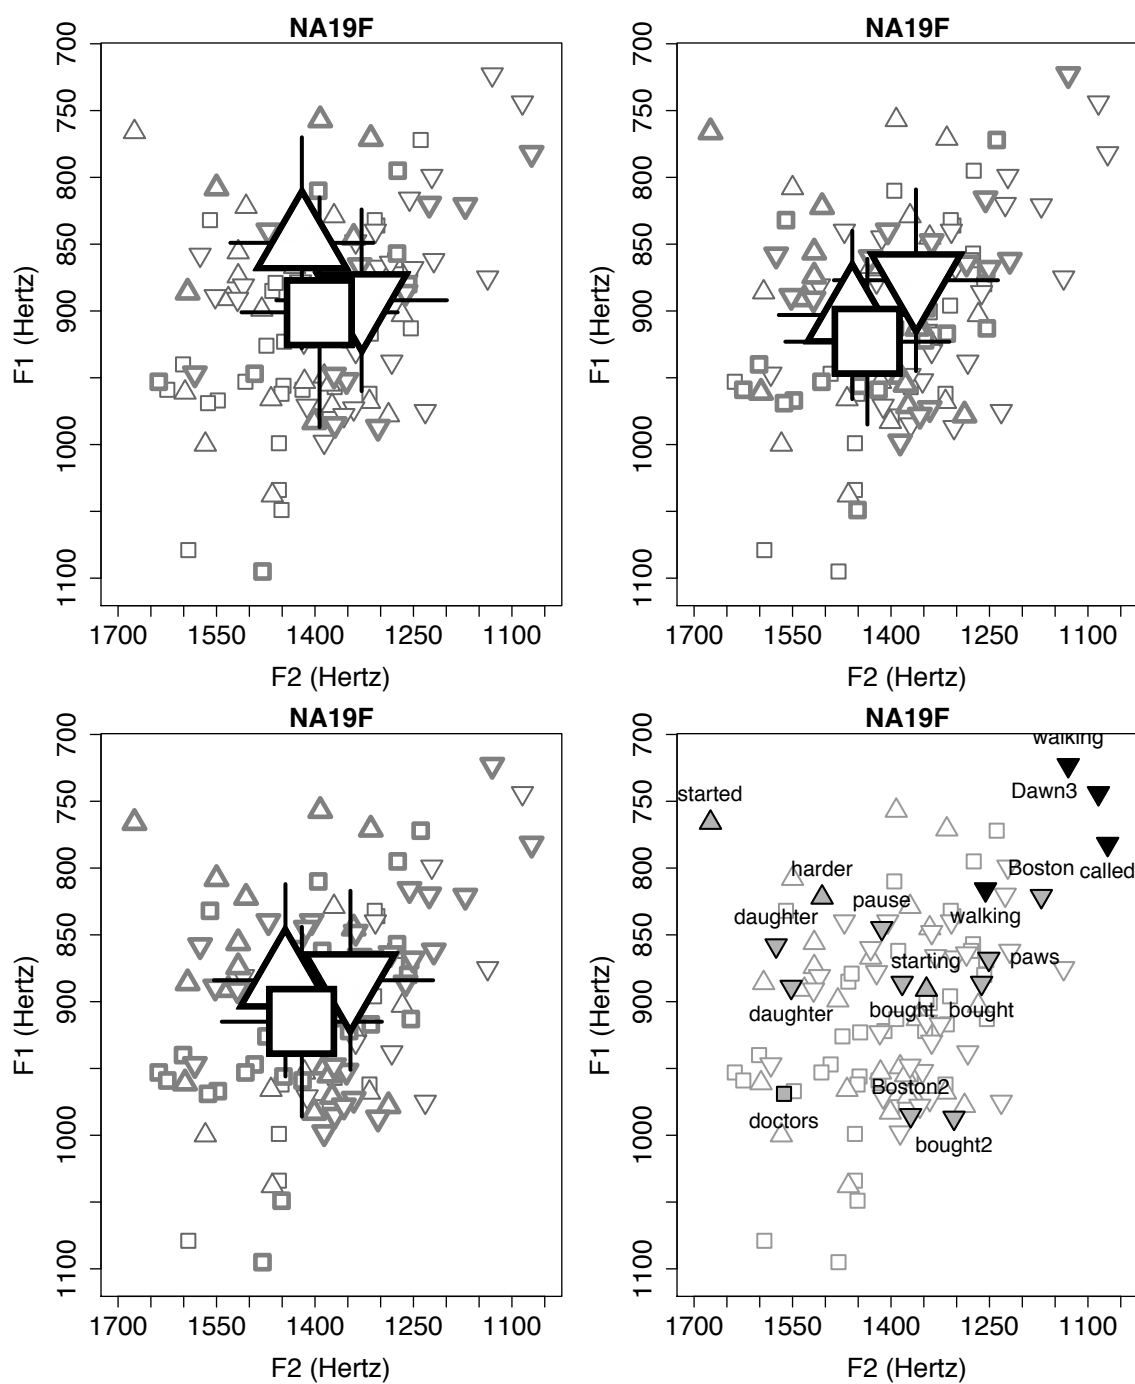 NA19F
NA19F
700
750
800
850
900
1000
1100
F1 (Hertz)
1700
1550
1400
1250
1100
F2 (Hertz)
700
750
800
850
900
1000
1100
F1 (Hertz)
1700
1550
1400
1250
1100
F2 (Hertz)
NA19F
NA19F
700
750
800
850
900
1000
1100
F1 (Hertz)
1700
1550
1400
1250
1100
F2 (Hertz)
700
750
800
850
900
1000
1100
F1 (Hertz)
walking
started
Dawn3
harder
Boston
called
pause
daughter
walking
starting
paws
daughter
bought
bought
Boston2
doctors
bought2
1700
1550
1400
1250
1100
F2 (Hertz)